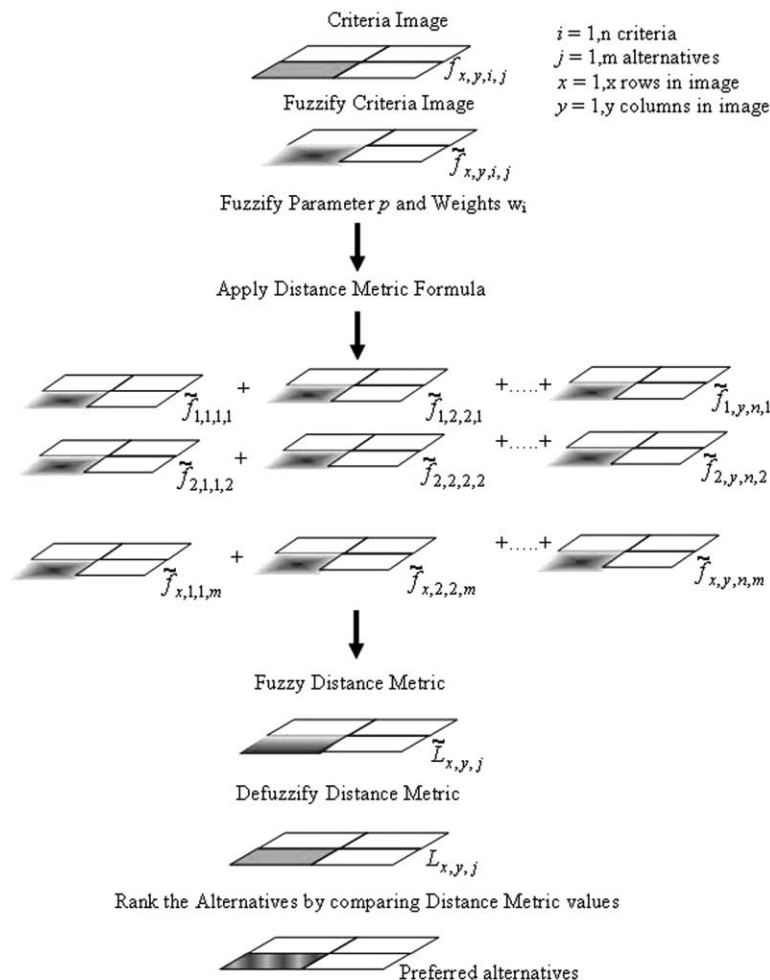 Criteria Image
i = 1,n criteria
j = 1,m alternatives
x = 1,x rows in image
y = 1,y columns in image
f x,y,i,j
Fuzzify Criteria Image
f̃ x,y,i,j
Fuzzify Parameter p and Weights wi
Apply Distance Metric Formula
+ +.....+
f̃ 1,1,1,1 f̃ 1,2,2,1 f̃ 1,y,n,1
+ +.....+
f̃ 2,1,1,2 f̃ 2,2,2,2 f̃ 2,y,n,2
+ +.....+
f̃ x,1,1,m f̃ x,2,2,m f̃ x,y,n,m
Fuzzy Distance Metric
L̃ x,y,j
Defuzzify Distance Metric
L x,y,j
Rank the Alternatives by comparing Distance Metric values
Preferred alternatives